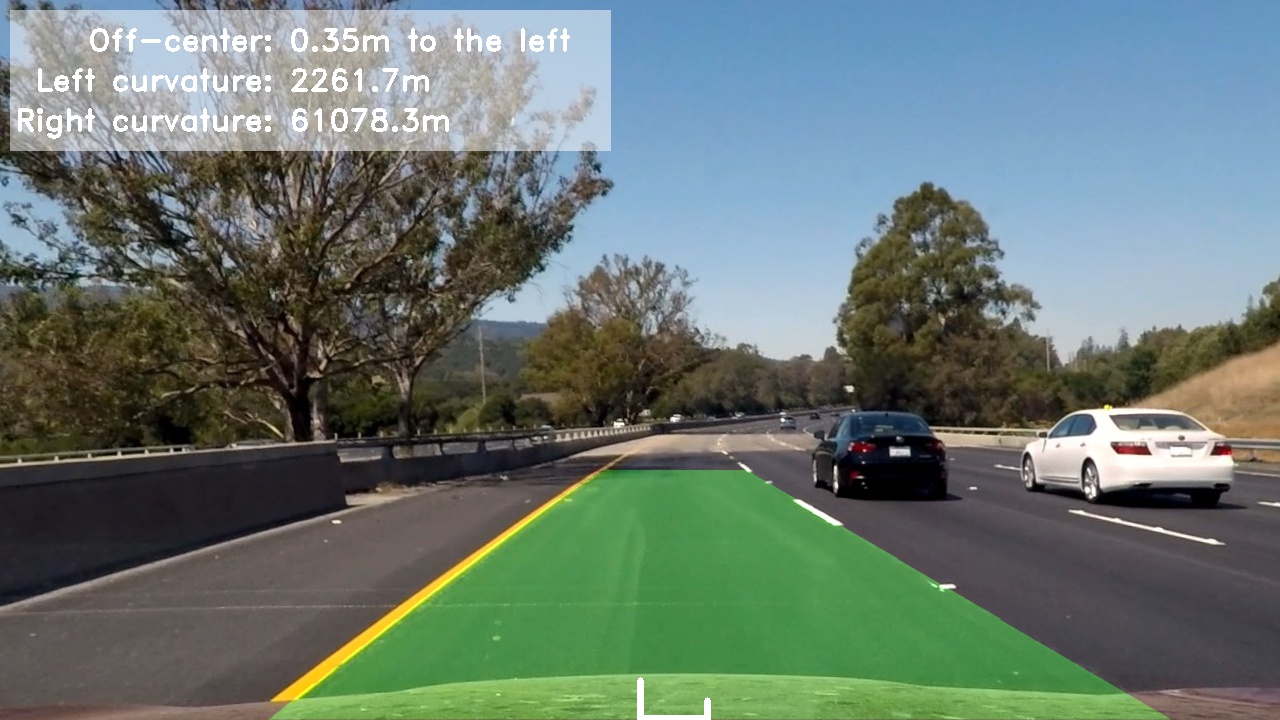 Off-center: 0.35m to the left
Left curvature: 2261.7m
Right curvature: 61078.3m